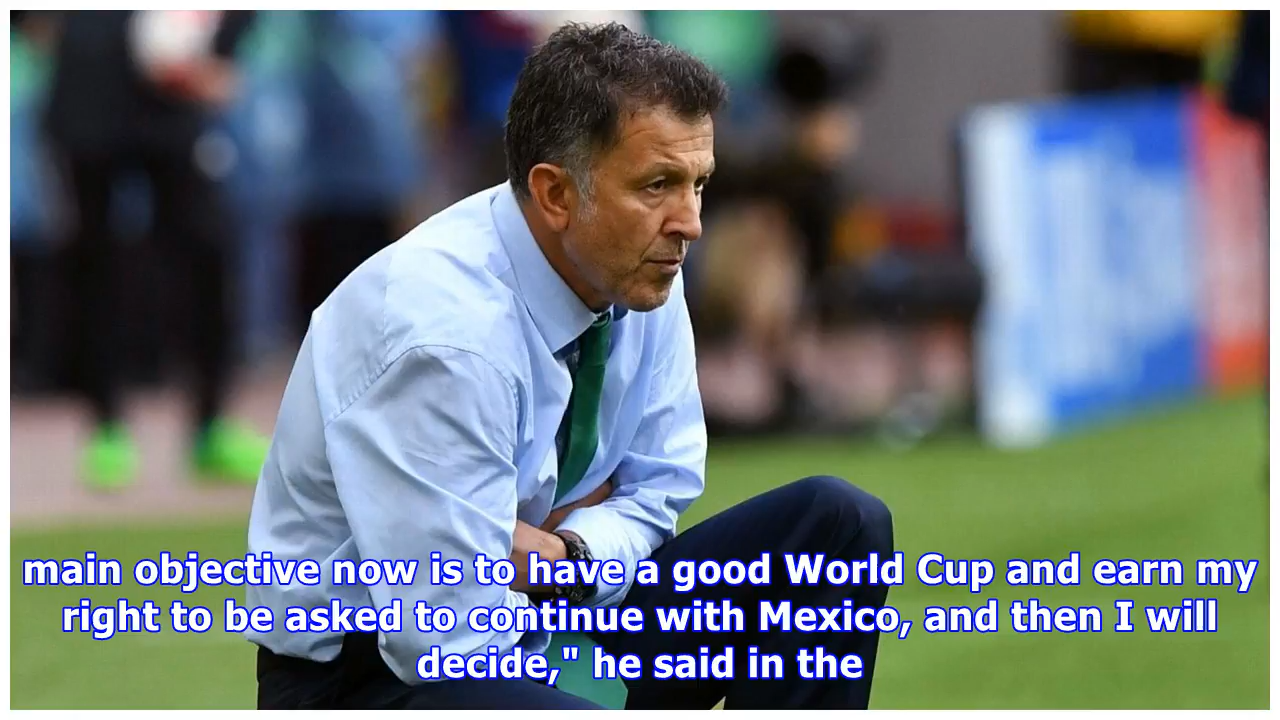 main objective now is to have a good World Cup and earn my
right to be asked to continue with Mexico, and then I will
decide," he said in the